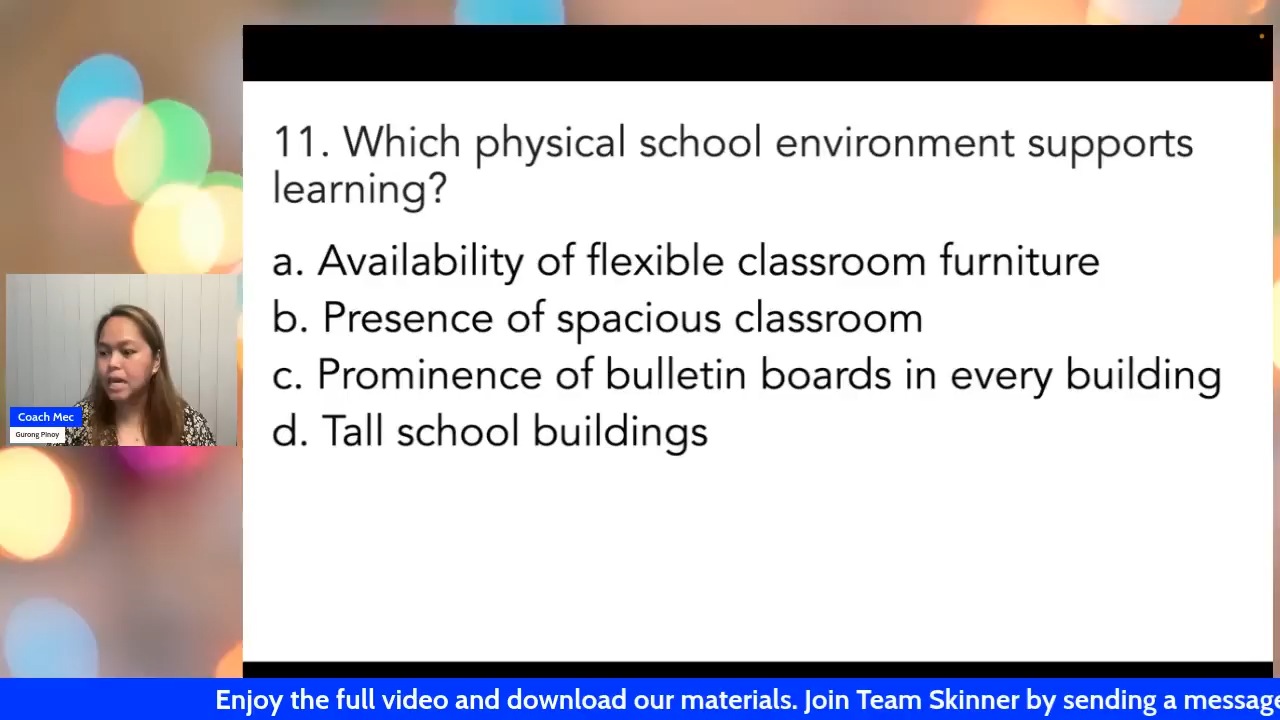 11. Which physical school environment supports
learning?
a. Availability of flexible classroom furniture
b. Presence of spacious classroom
c. Prominence of bulletin boards in every building
d. Tall school buildings
Coach Mec
Gurong Pinoy
Enjoy the full video and download our materials. Join Team Skinner by sending a message